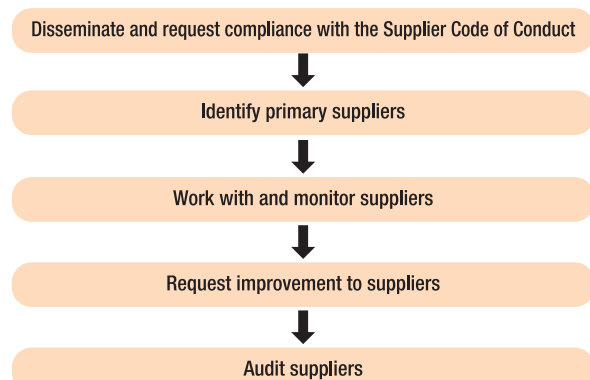 Disseminate and request compliance with the Supplier Code of Conduct
Identify primary suppliers
Work with and monitor suppliers
Request improvement to suppliers
Audit suppliers